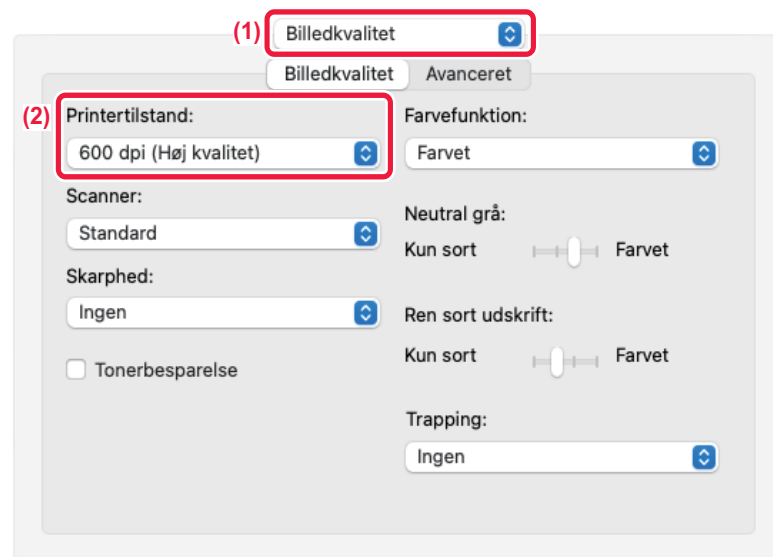 (1) Billedkvalitet
Billedkvalitet Avanceret
(2) Printertilstand:
600 dpi (Høj kvalitet)
Scanner:
Standard
Skarphed:
Ingen
Tonerbesparelse
Farvefunktion:
Farvet
Neutral grå:
Kun sort Farvet
Ren sort udskrift:
Kun sort Farvet
Trapping:
Ingen